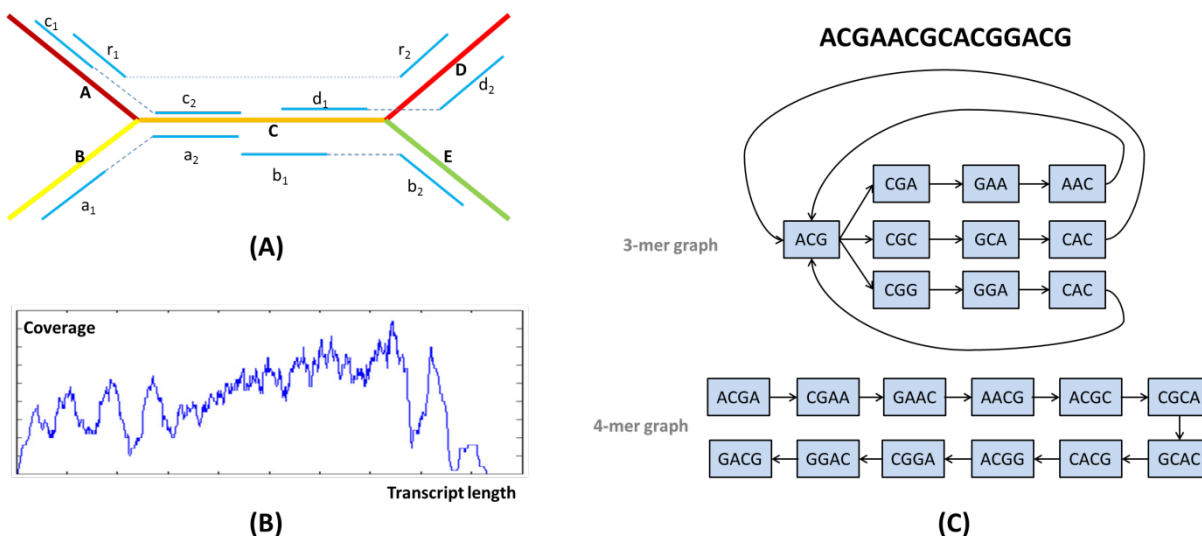 c1
r1
A
c2
B
a2
a1
C
d1
b1
r2
D
d2
E
b2
(A)
Coverage
Transcript length
(B)
ACGAACGCACGGACG
3-mer graph
CGA GAA AAC
ACG CGC GCA CAC
CGG GGA CAC
4-mer graph
ACGA CGAA GAAC AACG ACGC CGCA
GACG GGAC CGGA ACGG CACG GCAC
(C)